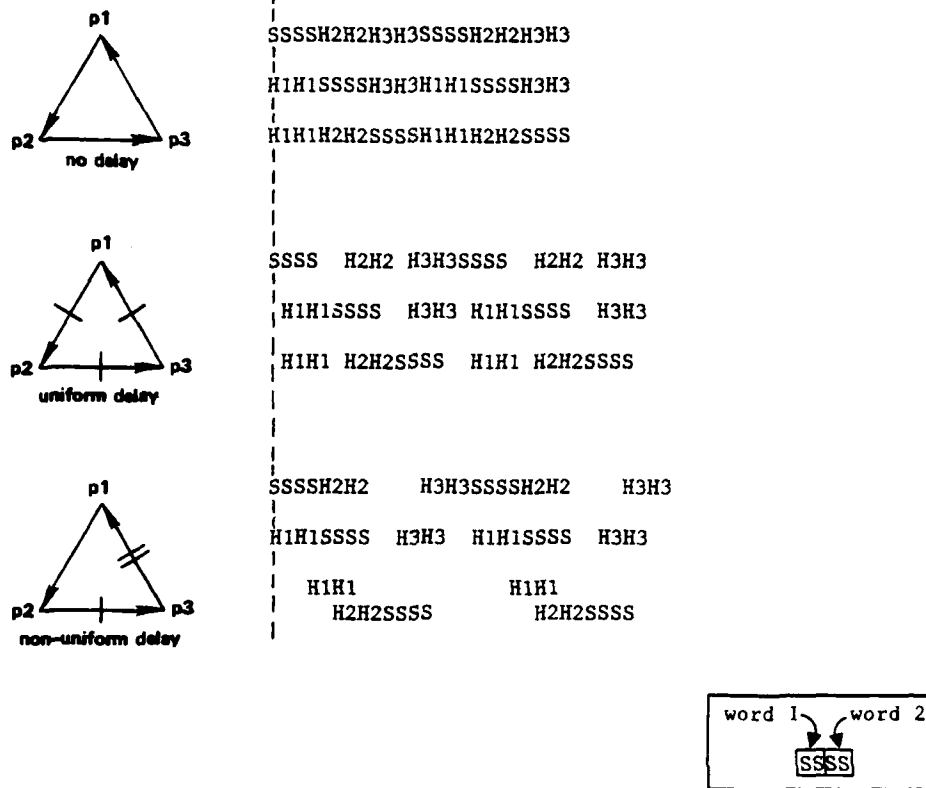 p1
SSSSH2H2H3H3SSSSH2H2H3H3
H1H1SSSSH3H3H1H1SSSSH3H3
p2 p3 H1H1H2H2SSSSH1H1H2H2SSSS
no delay
p1
SSSS H2H2 H3H3SSSS H2H2 H3H3
H1H1SSSS H3H3 H1H1SSSS H3H3
p2 p3 H1H1 H2H2SSSS H1H1 H2H2SSSS
uniform delay
p1 SSSSH2H2 H3H3SSSSH2H2 H3H3
H1H1SSSS H3H3 H1H1SSSS H3H3
H1H1 H1H1
p2 p3 H2H2SSSS H2H2SSSS
non-uniform delay
word 1 word 2
SSSS